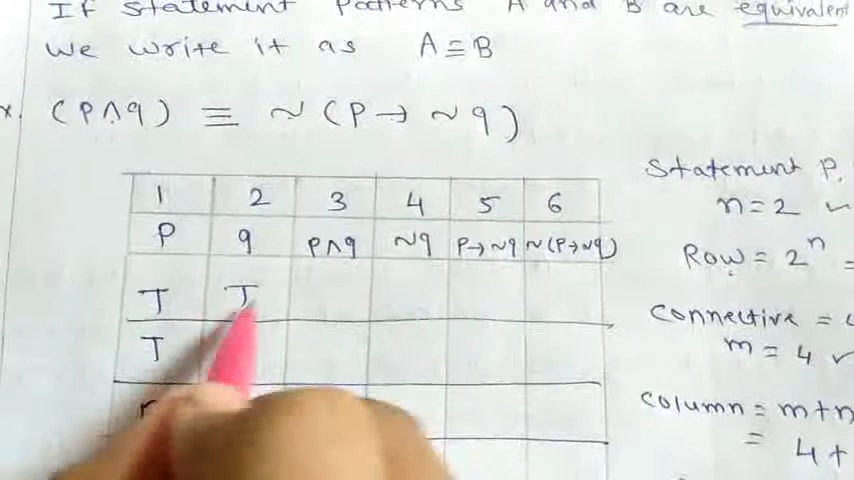 If statement patterns A and B are equivalent
we write it as A ≡ B
x. (P∧q) ≡ ~(P→ ~q)
1 2 3 4 5 6
P q P∧q ~q P→~q ~(P→~q)
T T
T
Statement P,
n=2 ✓
Row = 2ⁿ =
Connective =
m = 4 ✓
Column = m+n
= 4+